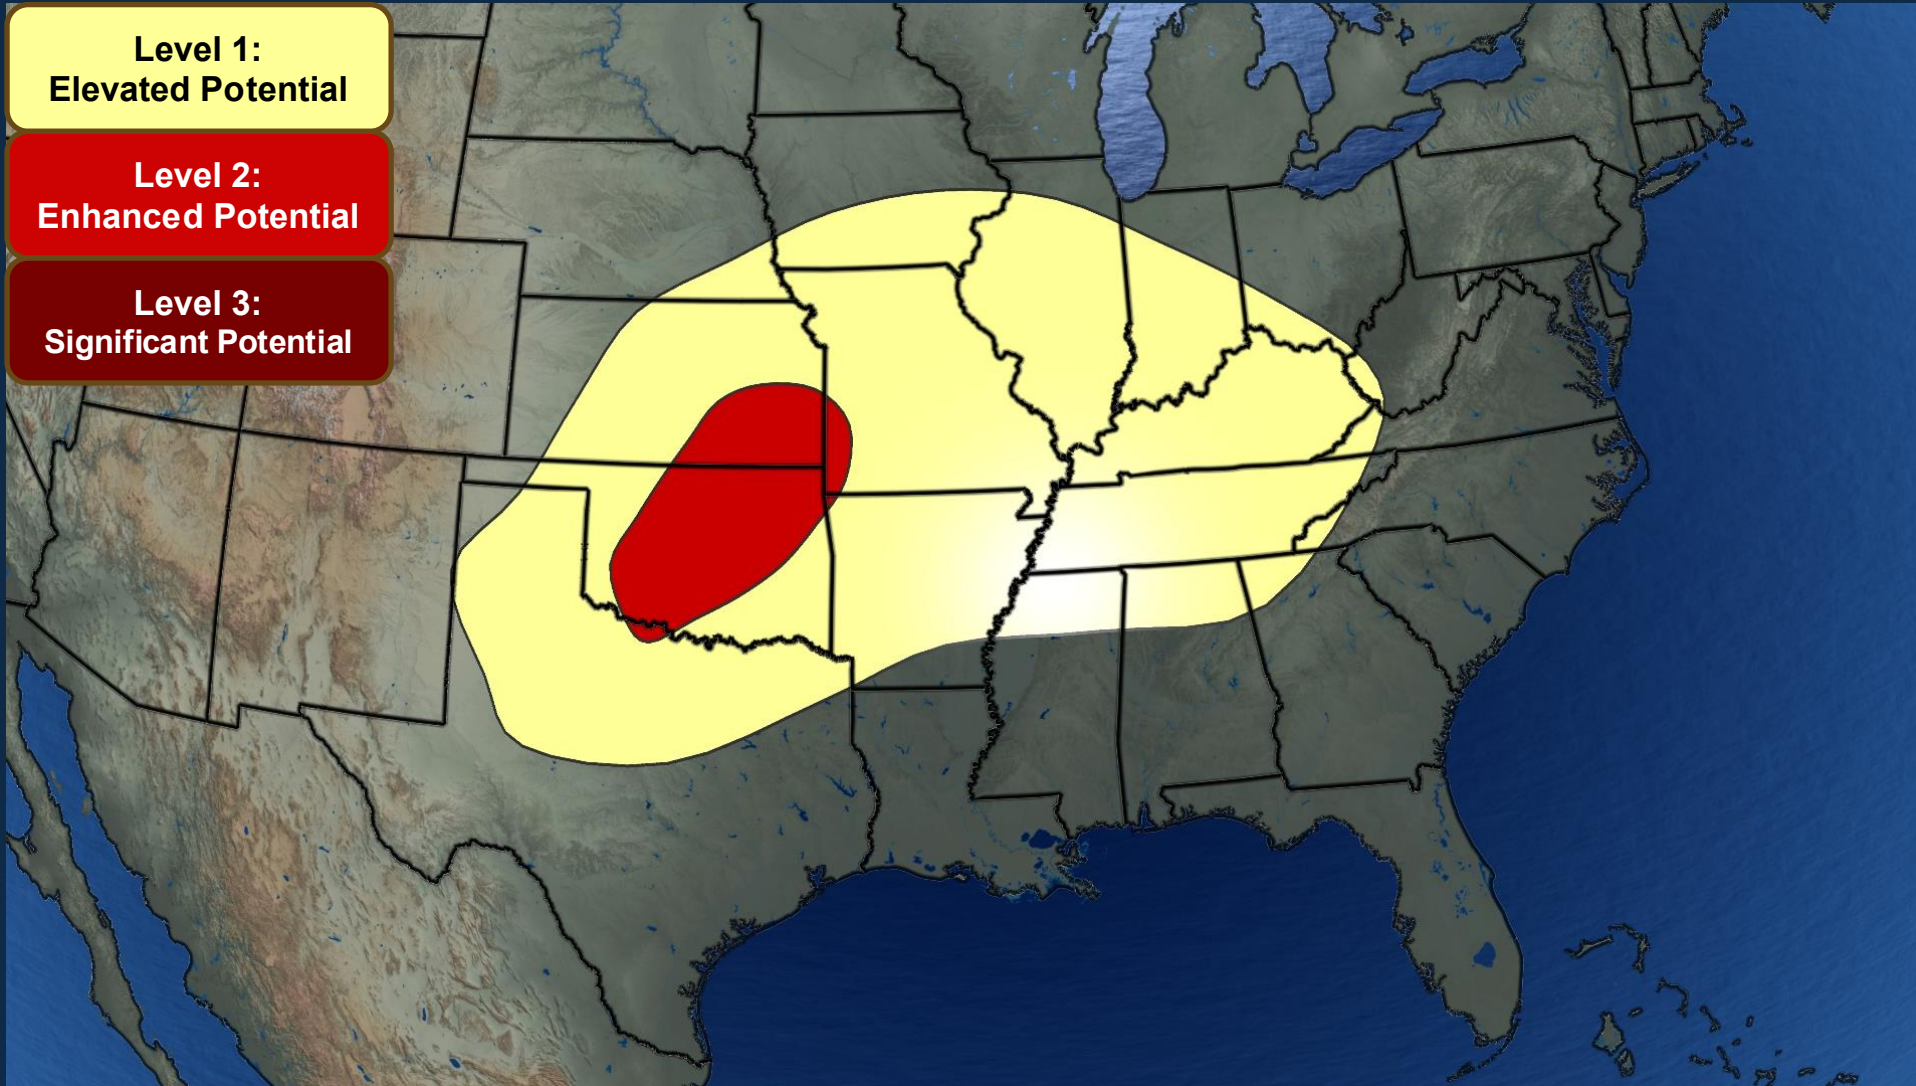 Level 1:
Elevated Potential
Level 2:
Enhanced Potential
Level 3:
Significant Potential